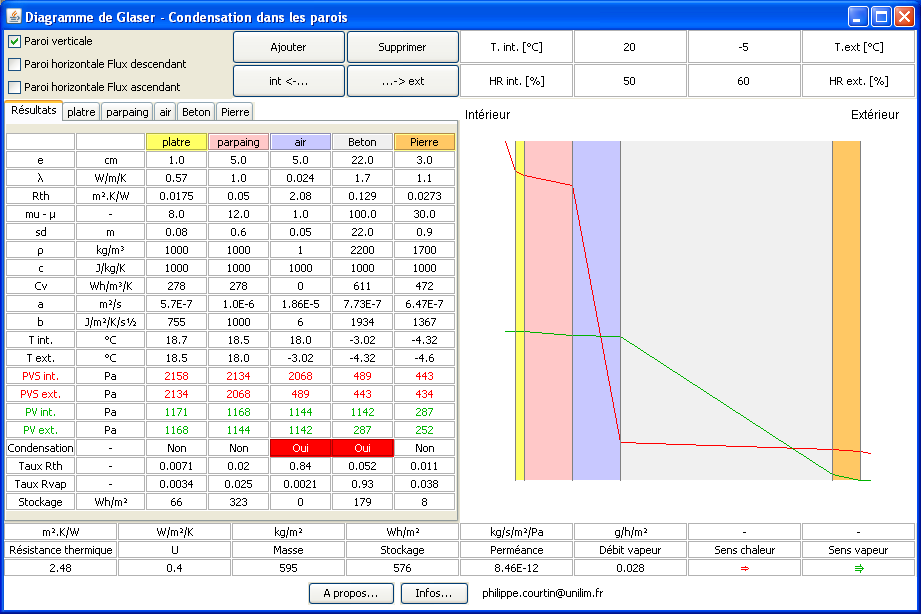 Diagramme de Glaser - Condensation dans les parois
Paroi verticale
Paroi horizontale Flux descendant
Paroi horizontale Flux ascendant
Ajouter Supprimer
int <-... ...-> ext
T. int. [°C] 20 -5 T.ext [°C]
HR int. [%] 50 60 HR ext. [%]
Résultats platre parpaing air Beton Pierre
Intérieur Extérieur
platre parpaing air Beton Pierre
e cm 1.0 5.0 5.0 22.0 3.0
λ W/m/K 0.57 1.0 0.024 1.7 1.1
Rth m².K/W 0.0175 0.05 2.08 0.129 0.0273
mu - µ - 8.0 12.0 1.0 100.0 30.0
sd m 0.08 0.6 0.05 22.0 0.9
ρ kg/m³ 1000 1000 1 2200 1700
c J/kg/K 1000 1000 1000 1000 1000
Cv Wh/m³/K 278 278 0 611 472
a m²/s 5.7E-7 1.0E-6 1.86E-5 7.73E-7 6.47E-7
b J/m²/K/s½ 755 1000 6 1934 1367
T int. °C 18.7 18.5 18.0 -3.02 -4.32
T ext. °C 18.5 18.0 -3.02 -4.32 -4.6
PVS int. Pa 2158 2134 2068 489 443
PVS ext. Pa 2134 2068 489 443 434
PV int. Pa 1171 1168 1144 1142 287
PV ext. Pa 1168 1144 1142 287 252
Condensation - Non Non Oui Oui Non
Taux Rth - 0.0071 0.02 0.84 0.052 0.011
Taux Rvap - 0.0034 0.025 0.0021 0.93 0.038
Stockage Wh/m² 66 323 0 179 8
m².K/W W/m²/K kg/m² Wh/m² kg/s/m²/Pa g/h/m² - -
Résistance thermique U Masse Stockage Perméance Débit vapeur Sens chaleur Sens vapeur
2.48 0.4 595 576 8.46E-12 0.028
A propos... Infos... philippe.courtin@unilim.fr